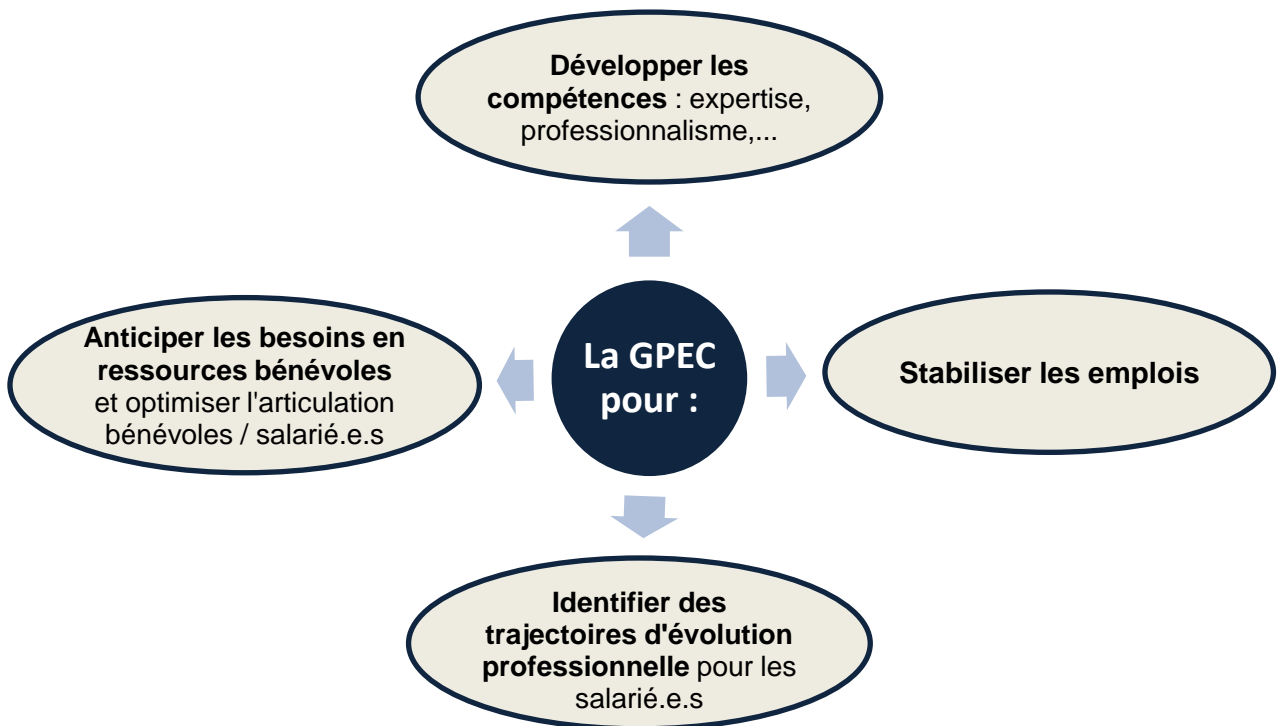 Développer les
compétences : expertise,
professionnalisme,...
Anticiper les besoins en
ressources bénévoles
et optimiser l'articulation
bénévoles / salarié.e.s
La GPEC
pour :
Stabiliser les emplois
Identifier des
trajectoires d'évolution
professionnelle pour les
salarié.e.s